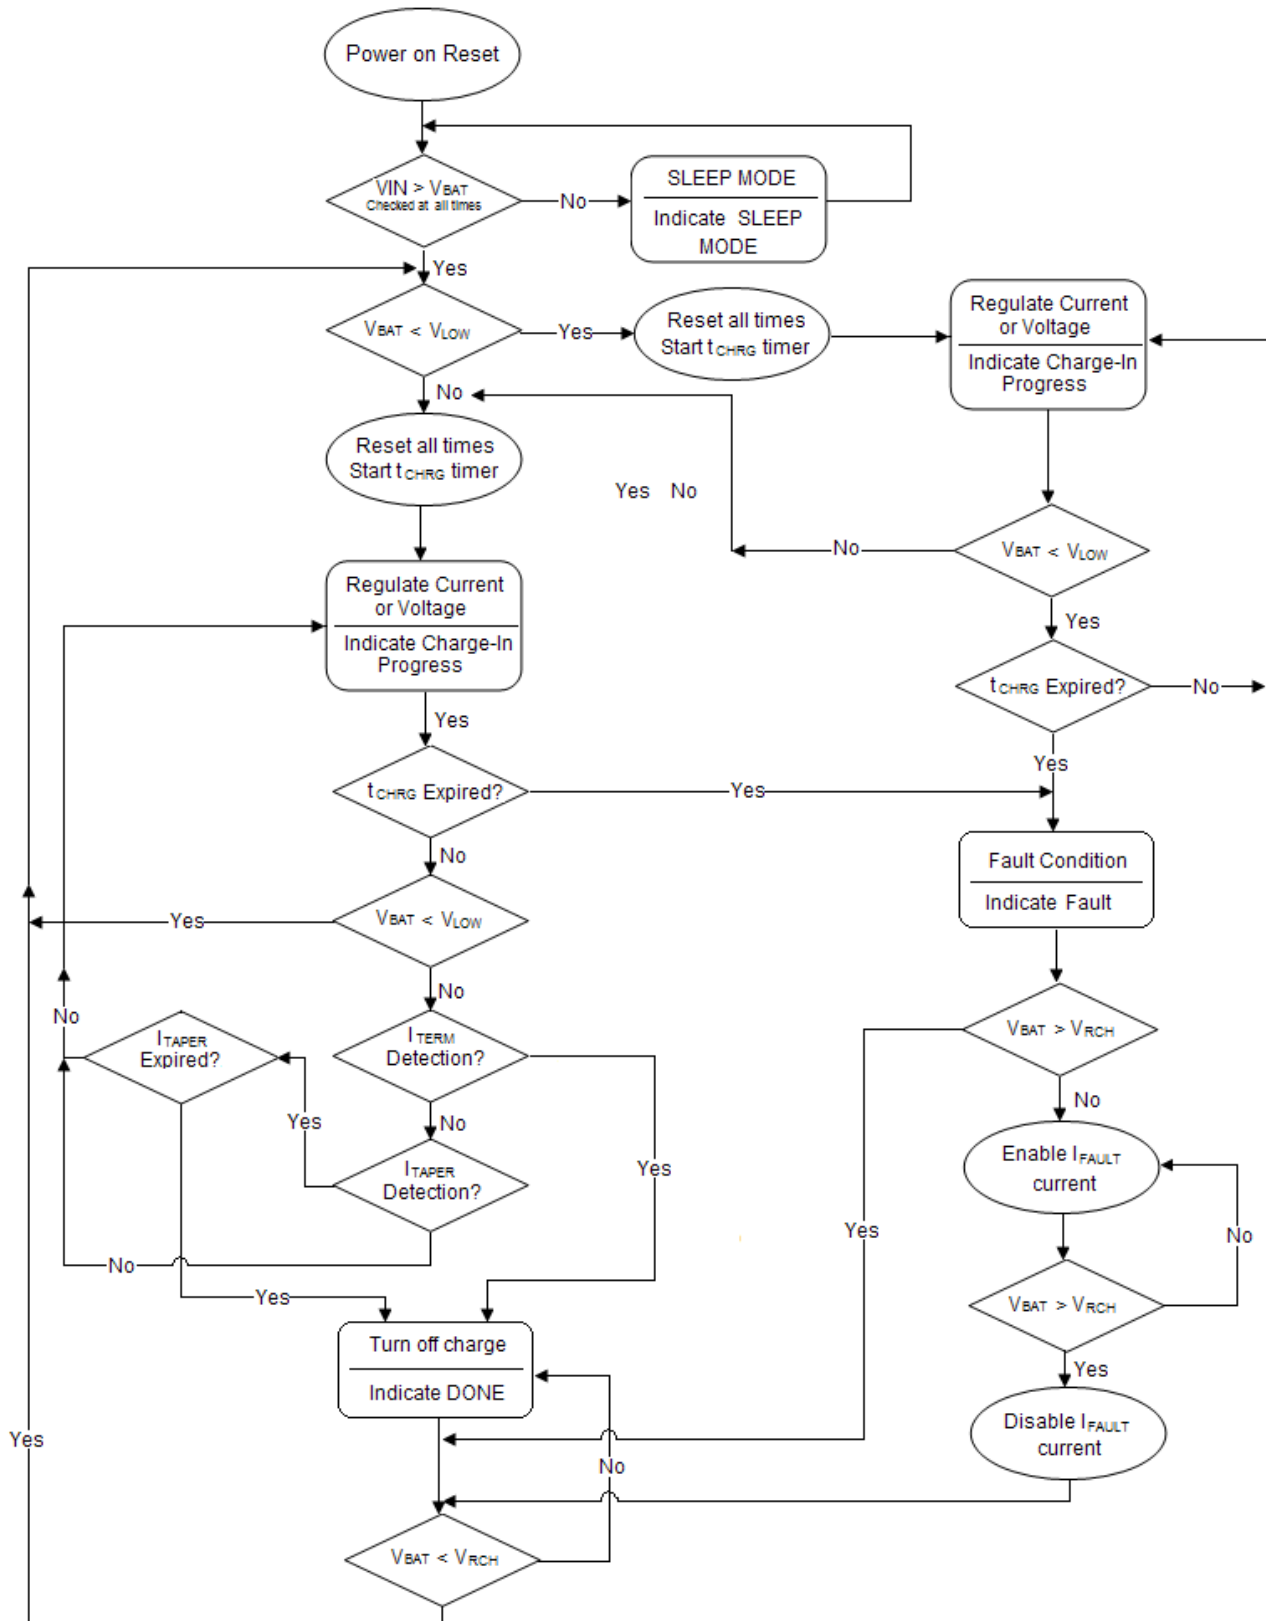 Power on Reset
VIN > VBAT
Checked at all times
No
SLEEP MODE
Indicate SLEEP
MODE
Yes
VBAT < VLOW
Yes
Reset all times
Start tCHRG timer
Regulate Current
or Voltage
Indicate Charge-In
Progress
No
Reset all times
Start tCHRG timer
Yes No
No
VBAT < VLOW
Yes
Regulate Current
or Voltage
Indicate Charge-In
Progress
tCHRG Expired?
No
Yes
Yes
tCHRG Expired?
Yes
No
Fault Condition
Indicate Fault
Yes
VBAT < VLOW
No
No
ITAPER
Expired?
ITERM
Detection?
VBAT > VRCH
No
Yes
No
Yes
ITAPER
Detection?
Enable IFAULT
current
Yes
No
No
Yes
VBAT > VRCH
Turn off charge
Indicate DONE
Yes
Disable IFAULT
current
Yes
No
VBAT < VRCH